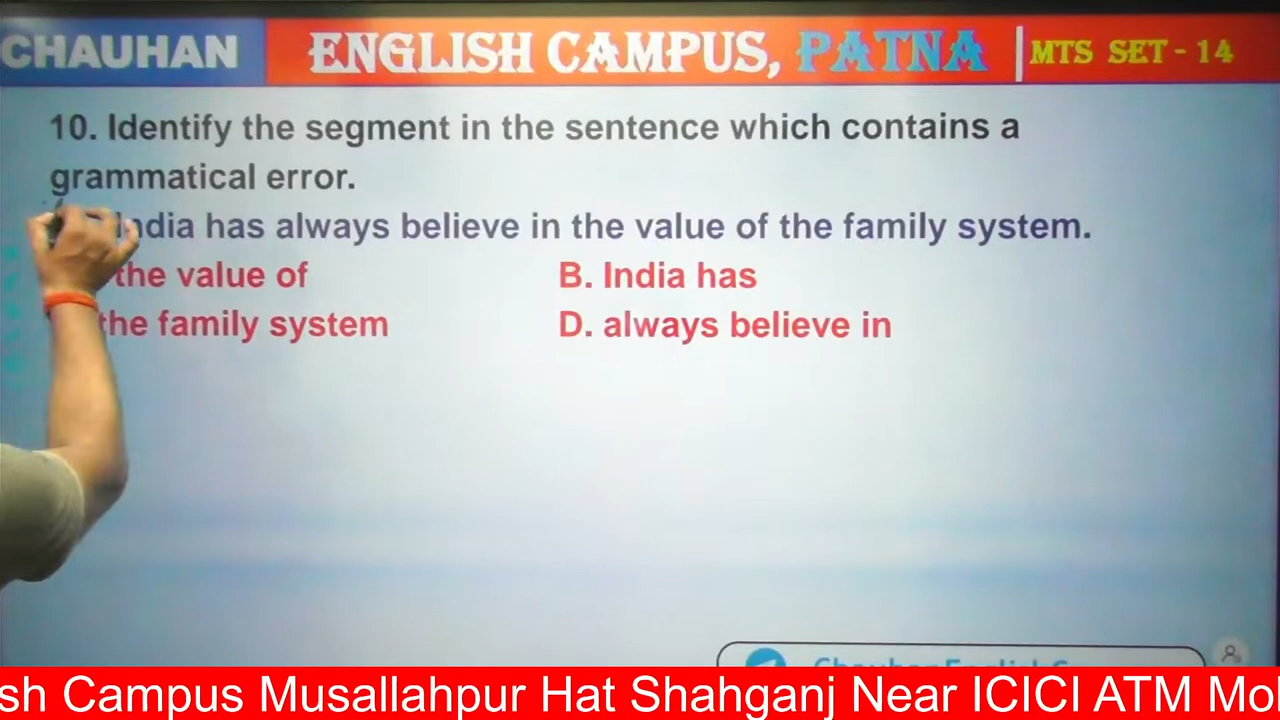 CHAUHAN ENGLISH CAMPUS, PATNA MTS SET - 14
10. Identify the segment in the sentence which contains a
grammatical error.
India has always believe in the value of the family system.
the value of B. India has
the family system D. always believe in
sh Campus Musallahpur Hat Shahganj Near ICICI ATM